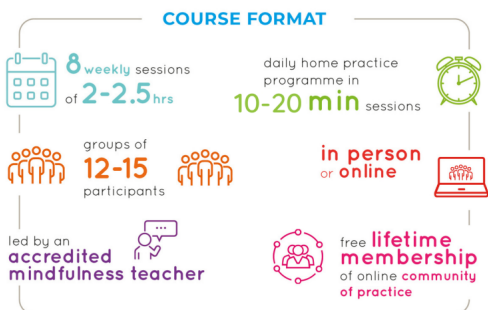 COURSE FORMAT
8 weekly sessions
of 2-2.5hrs
daily home practice
programme in
10-20 min sessions
groups of
12-15
participants
in person
or online
led by an
accredited
mindfulness teacher
free lifetime
membership
of online community
of practice